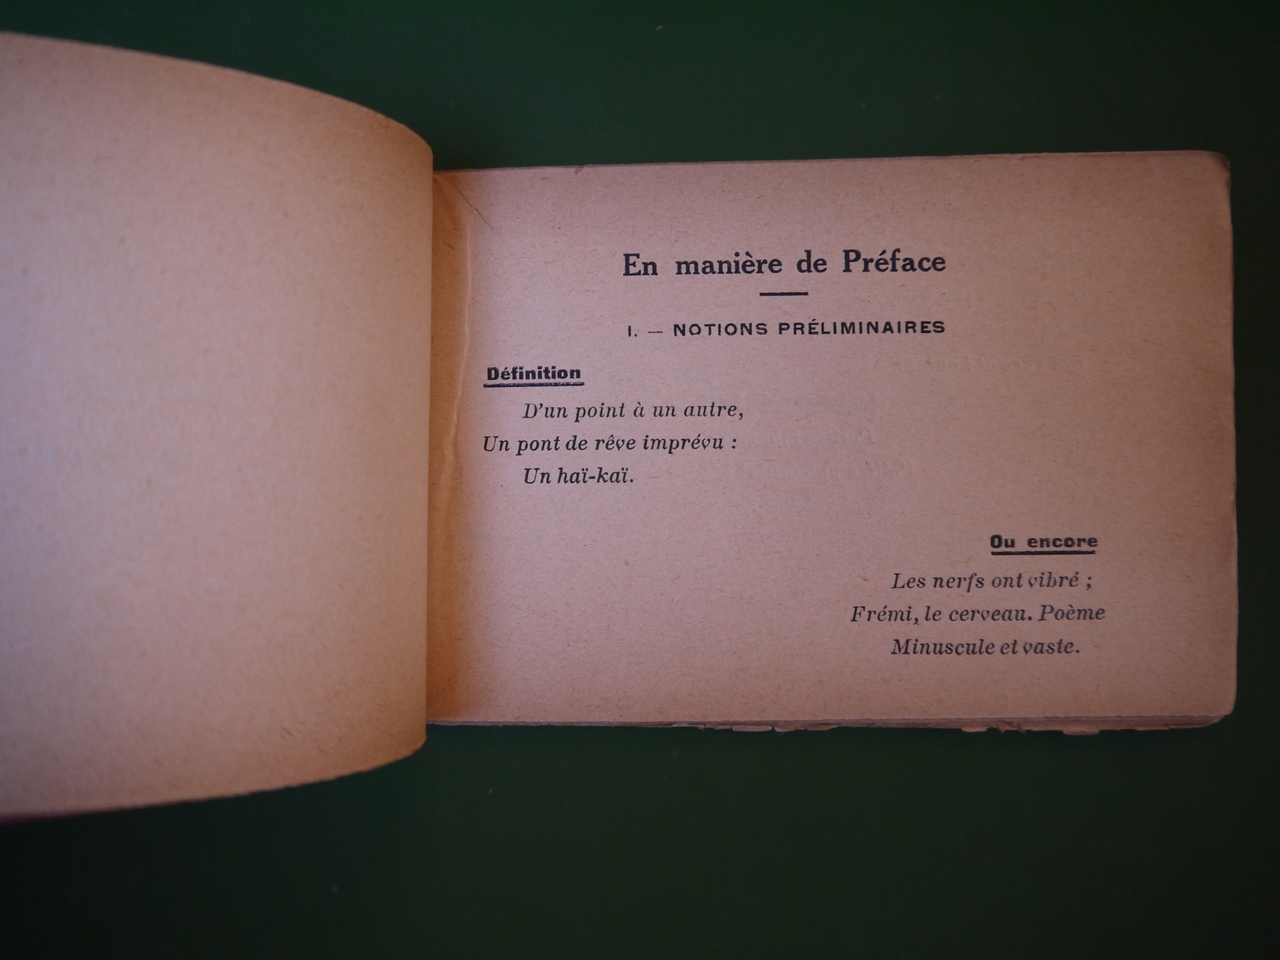 En manière de Préface
I. — NOTIONS PRÉLIMINAIRES
Définition
D'un point à un autre,
Un pont de rêve imprévu :
Un haï-kaï.
Ou encore
Les nerfs ont vibré ;
Frémi, le cerveau. Poème
Minuscule et vaste.